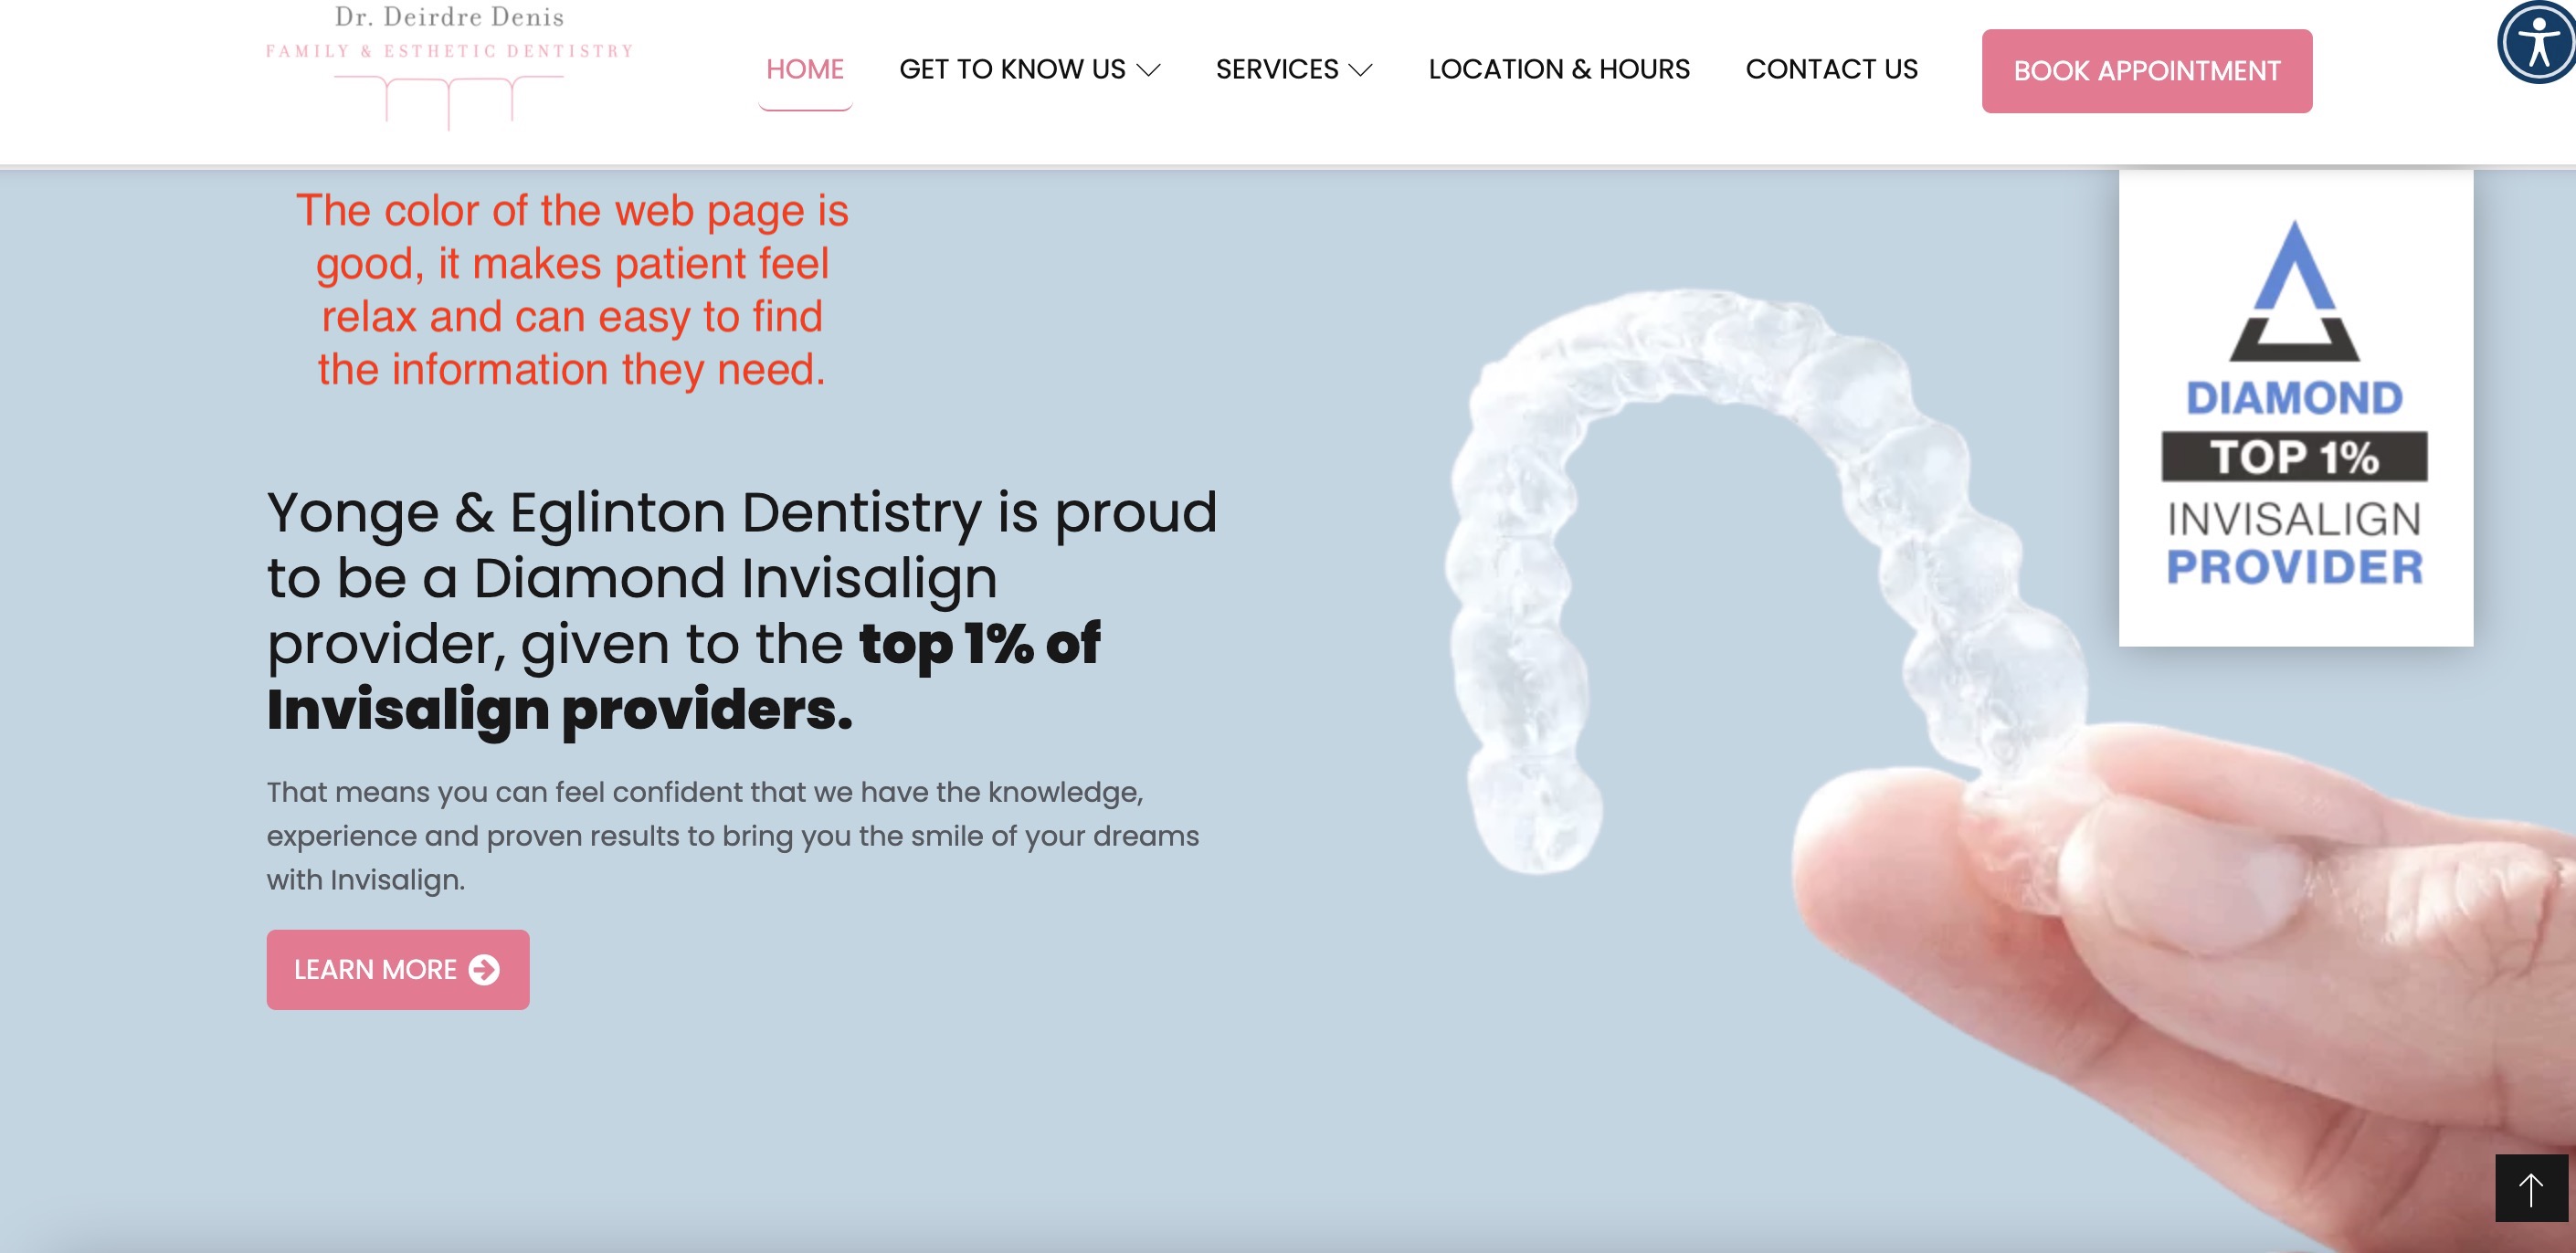 Dr. Deirdre Denis
FAMILY & ESTHETIC DENTISTRY
HOME
GET TO KNOW US
SERVICES
LOCATION & HOURS
CONTACT US
BOOK APPOINTMENT
The color of the web page is
good, it makes patient feel
relax and can easy to find
the information they need.
Yonge & Eglinton Dentistry is proud
to be a Diamond Invisalign
provider, given to the top 1% of
Invisalign providers.
That means you can feel confident that we have the knowledge,
experience and proven results to bring you the smile of your dreams
with Invisalign.
LEARN MORE
DIAMOND
TOP 1%
INVISALIGN
PROVIDER